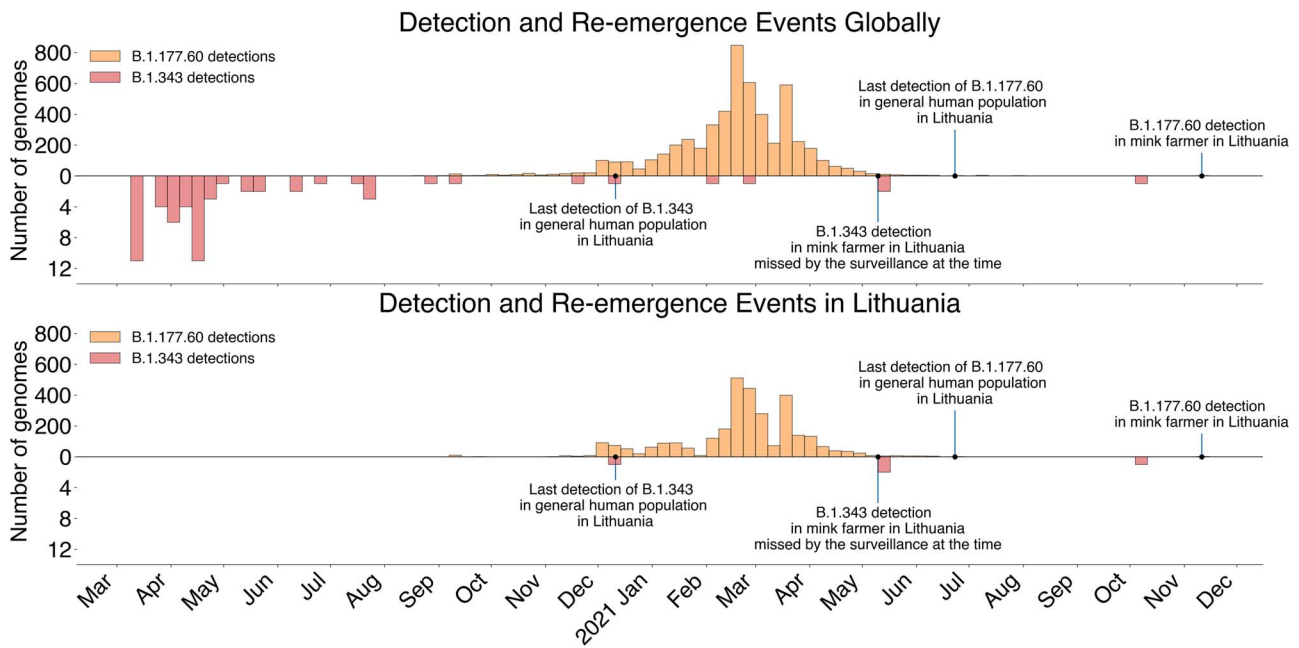 Detection and Re-emergence Events Globally
Number of genomes
800
600
400
200
0
4
8
12
B.1.177.60 detections
B.1.343 detections
Last detection of B.1.343
in general human population
in Lithuania
Last detection of B.1.177.60
in general human population
in Lithuania
B.1.343 detection
in mink farmer in Lithuania
missed by the surveillance at the time
B.1.177.60 detection
in mink farmer in Lithuania
Detection and Re-emergence Events in Lithuania
Number of genomes
800
600
400
200
0
4
8
12
B.1.177.60 detections
B.1.343 detections
Last detection of B.1.343
in general human population
in Lithuania
Last detection of B.1.177.60
in general human population
in Lithuania
B.1.343 detection
in mink farmer in Lithuania
missed by the surveillance at the time
B.1.177.60 detection
in mink farmer in Lithuania
Mar
Apr
May
Jun
Jul
Aug
Sep
Oct
Nov
Dec
2021 Jan
Feb
Mar
Apr
May
Jun
Jul
Aug
Sep
Oct
Nov
Dec